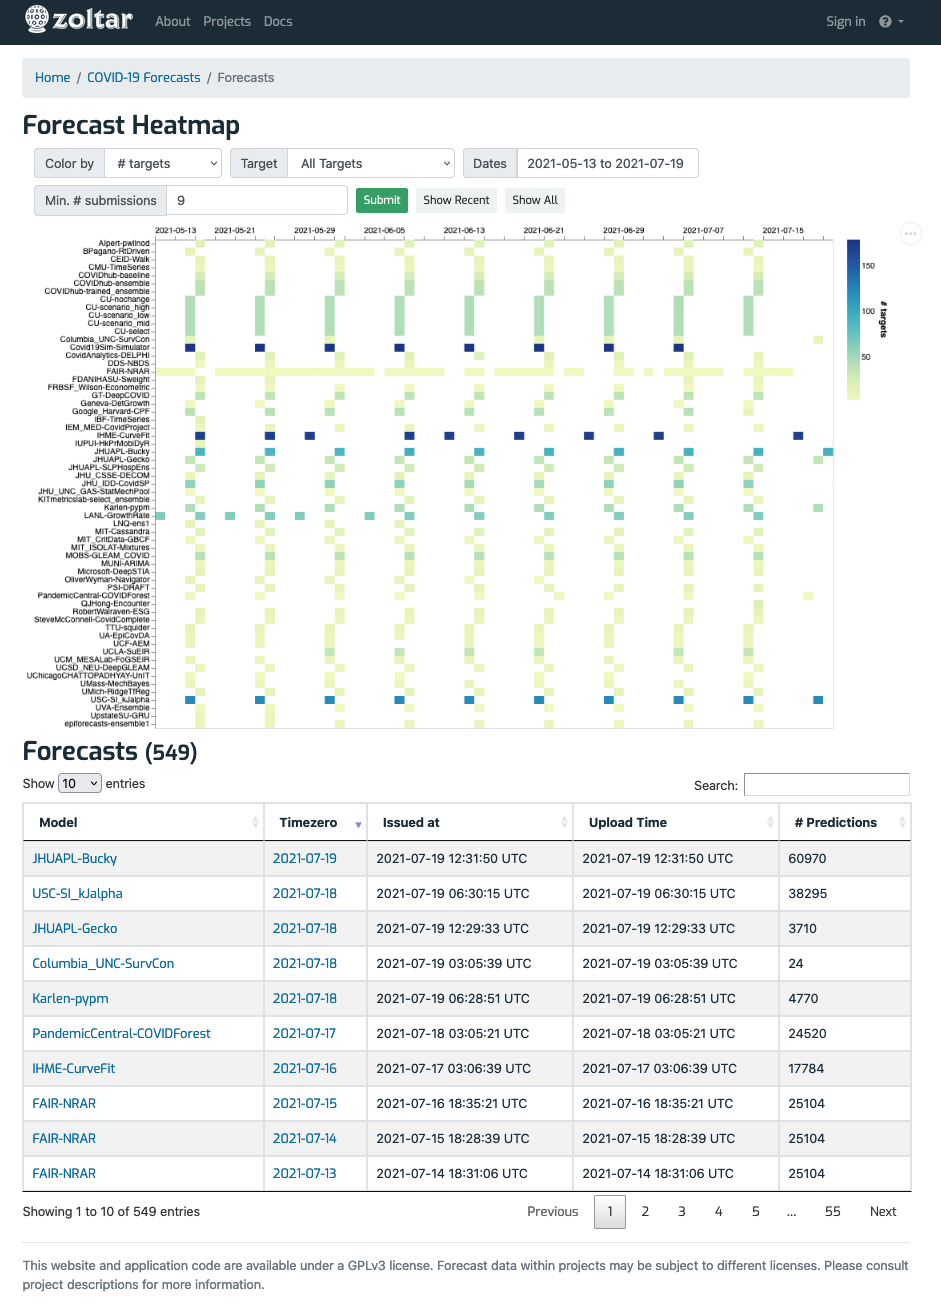 zoltar About Projects Docs Sign in
Home / COVID-19 Forecasts / Forecasts
Forecast Heatmap
Color by # targets Target All Targets Dates 2021-05-13 to 2021-07-19
Min. # submissions 9 Submit Show Recent Show All
2021-05-13 2021-05-21 2021-05-29 2021-06-05 2021-06-13 2021-06-21 2021-06-29 2021-07-07 2021-07-15
Alpert-pwllnod
BPagano-RtDriven
CEID-Walk
CMU-TimeSeries
COVIDhub-baseline
COVIDhub-ensemble
COVIDhub-trained_ensemble
CU-nochange
CU-scenario_high
CU-scenario_low
CU-scenario_mid
CU-select
Columbia_UNC-SurvCon
Covid19Sim-Simulator
CovidAnalytics-DELPHI
DDS-NBDS
FAIR-NRAR
FDANIHASU-Sweight
FRBSF_Wilson-Econometric
GT-DeepCOVID
Geneva-DetGrowth
Google_Harvard-CPF
IBF-TimeSeries
IEM_MED-CovidProject
IHME-CurveFit
IUPUI-HkPrMobiDyR
JHUAPL-Bucky
JHUAPL-Gecko
JHUAPL-SLPHospEns
JHU_CSSE-DECOM
JHU_IDD-CovidSP
JHU_UNC_GAS-StatMechPool
KITmetricslab-select_ensemble
Karlen-pypm
LANL-GrowthRate
LNQ-ens1
MIT-Cassandra
MIT_CritData-GBCF
MIT_ISOLAT-Mixtures
MOBS-GLEAM_COVID
MUNI-ARIMA
Microsoft-DeepSTIA
OliverWyman-Navigator
PSI-DRAFT
PandemicCentral-COVIDForest
QJHong-Encounter
RobertWalraven-ESG
SteveMcConnell-CovidComplete
TTU-squider
UA-EpiCovDA
UCF-AEM
UCLA-SuEIR
UCM_MESALab-FoGSEIR
UCSD_NEU-DeepGLEAM
UChicagoCHATTOPADHYAY-UnIT
UMass-MechBayes
UMich-RidgeTfReg
USC-SI_kJalpha
UVA-Ensemble
UpstateSU-GRU
epiforecasts-ensemble1
150
100
50
# targets
Forecasts (549)
Show 10 entries Search:
Model Timezero Issued at Upload Time # Predictions
JHUAPL-Bucky 2021-07-19 2021-07-19 12:31:50 UTC 2021-07-19 12:31:50 UTC 60970
USC-SI_kJalpha 2021-07-18 2021-07-19 06:30:15 UTC 2021-07-19 06:30:15 UTC 38295
JHUAPL-Gecko 2021-07-18 2021-07-19 12:29:33 UTC 2021-07-19 12:29:33 UTC 3710
Columbia_UNC-SurvCon 2021-07-18 2021-07-19 03:05:39 UTC 2021-07-19 03:05:39 UTC 24
Karlen-pypm 2021-07-18 2021-07-19 06:28:51 UTC 2021-07-19 06:28:51 UTC 4770
PandemicCentral-COVIDForest 2021-07-17 2021-07-18 03:05:21 UTC 2021-07-18 03:05:21 UTC 24520
IHME-CurveFit 2021-07-16 2021-07-17 03:06:39 UTC 2021-07-17 03:06:39 UTC 17784
FAIR-NRAR 2021-07-15 2021-07-16 18:35:21 UTC 2021-07-16 18:35:21 UTC 25104
FAIR-NRAR 2021-07-14 2021-07-15 18:28:39 UTC 2021-07-15 18:28:39 UTC 25104
FAIR-NRAR 2021-07-13 2021-07-14 18:31:06 UTC 2021-07-14 18:31:06 UTC 25104
Showing 1 to 10 of 549 entries Previous 1 2 3 4 5 … 55 Next
This website and application code are available under a GPLv3 license. Forecast data within projects may be subject to different licenses. Please consult
project descriptions for more information.